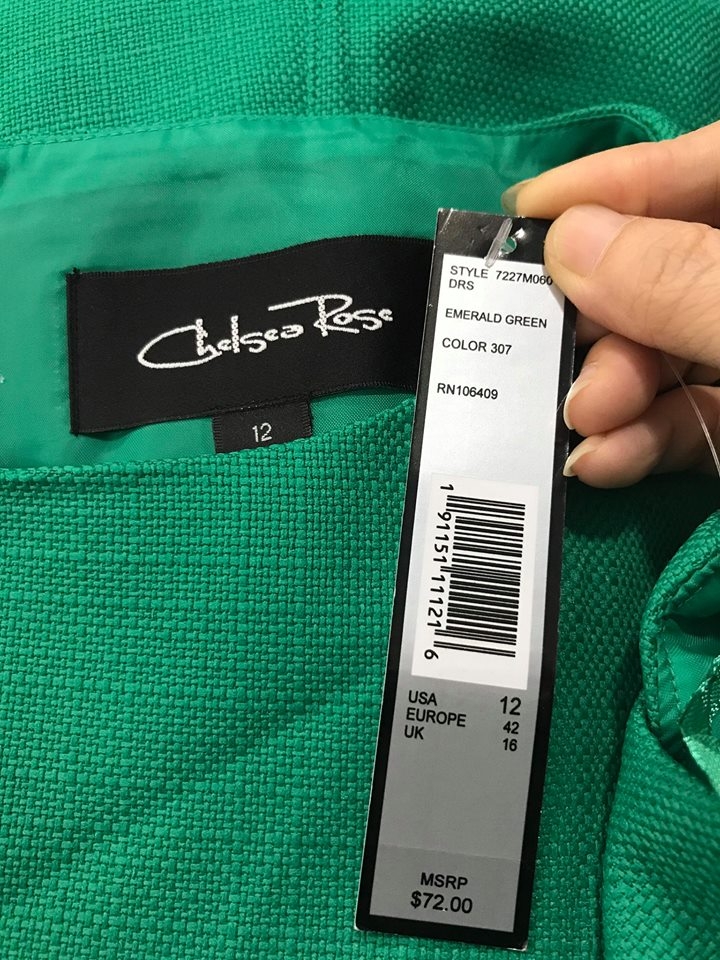 Chelsea Rose
12
STYLE 7227M060
DRS
EMERALD GREEN
COLOR 307
RN106409
1 91151 11121 6
USA 12
EUROPE 42
UK 16
MSRP
$72.00